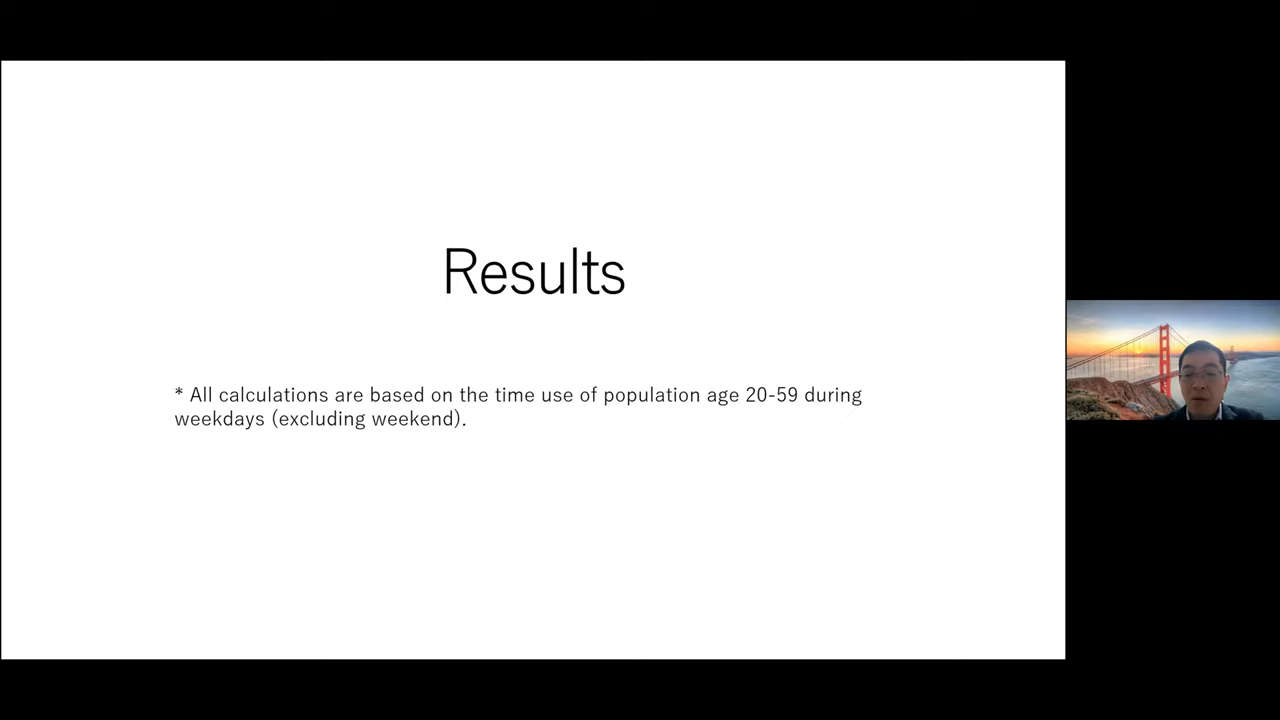 Results
* All calculations are based on the time use of population age 20-59 during
weekdays (excluding weekend).